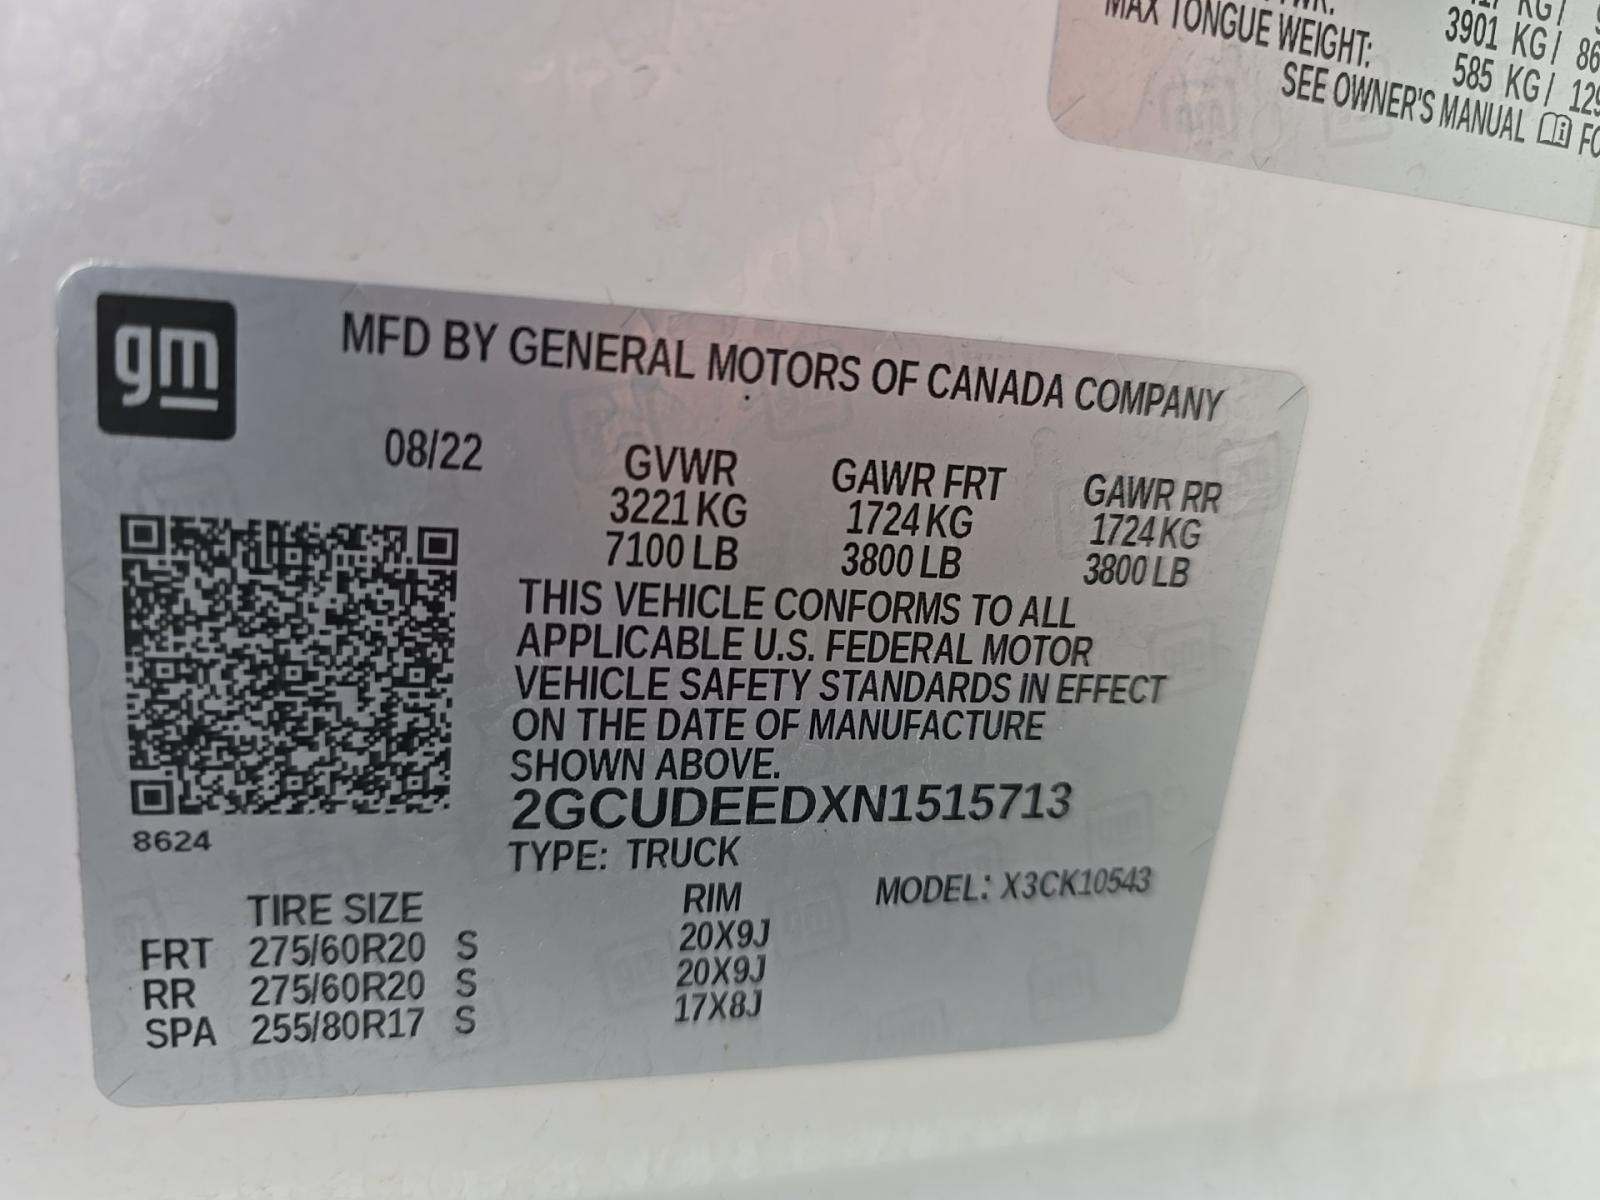 MAX TONGUE WEIGHT: 3901 KG/
585 KG/
SEE OWNER'S MANUAL
gm
MFD BY GENERAL MOTORS OF CANADA COMPANY
08/22 GVWR GAWR FRT GAWR RR
3221 KG 1724 KG 1724 KG
7100 LB 3800 LB 3800 LB
THIS VEHICLE CONFORMS TO ALL
APPLICABLE U.S. FEDERAL MOTOR
VEHICLE SAFETY STANDARDS IN EFFECT
ON THE DATE OF MANUFACTURE
SHOWN ABOVE.
2GCUDEEDXN1515713
8624
TYPE: TRUCK
MODEL: X3CK10543
TIRE SIZE RIM
FRT 275/60R20 S 20X9J
RR 275/60R20 S 20X9J
SPA 255/80R17 S 17X8J